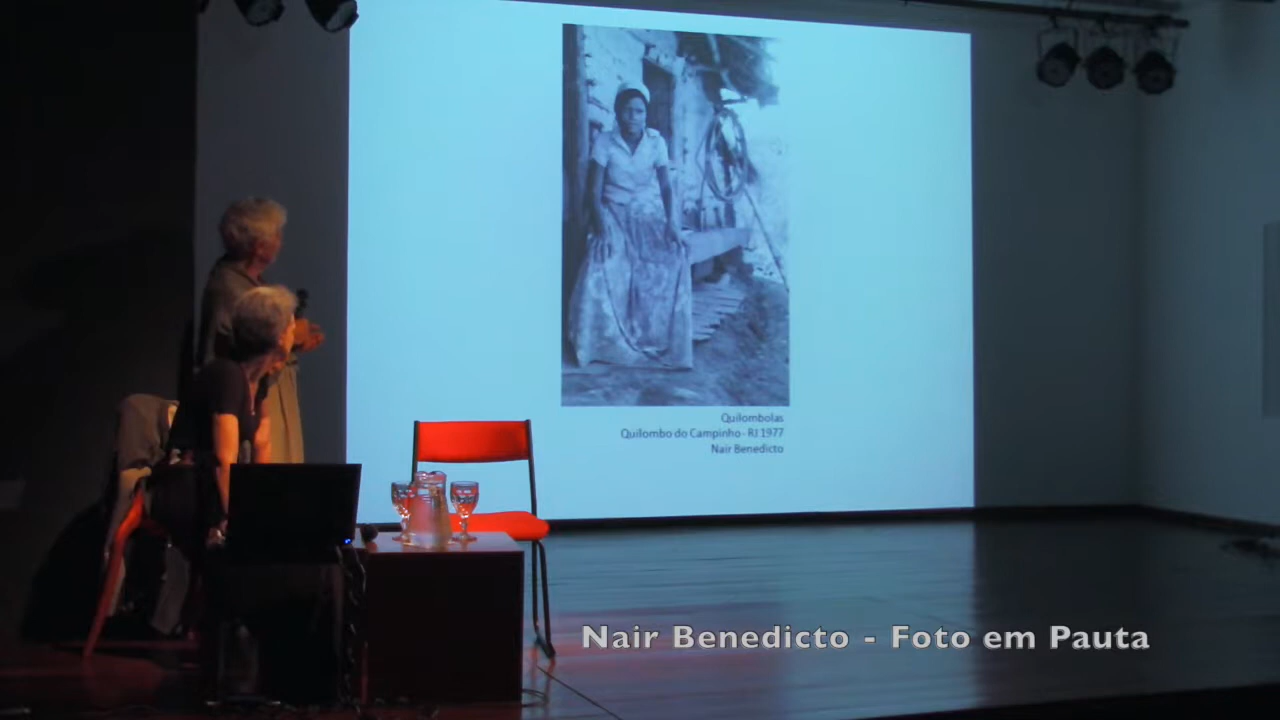 Quilombolas
Quilombo do Campinho - RJ 1977
Nair Benedicto
Nair Benedicto - Foto em Pauta